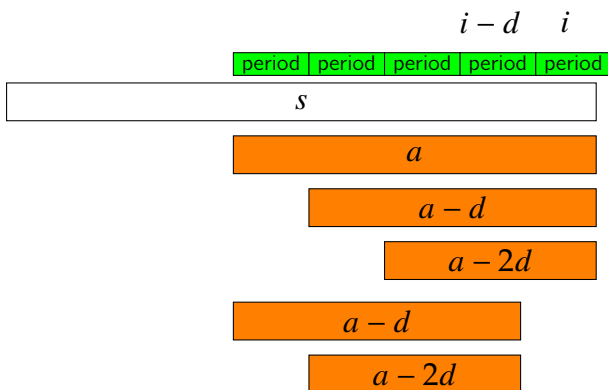 i − d i
period period period period period
s
a
a − d
a − 2d
a − d
a − 2d